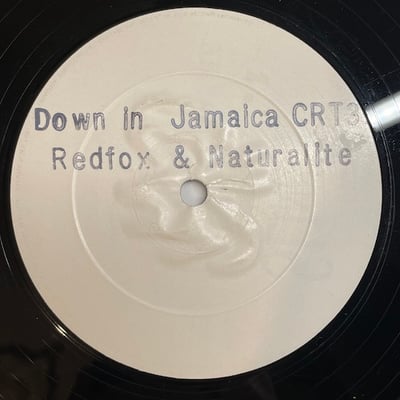 Down in Jamaica CRT3
Redfox & Naturalite